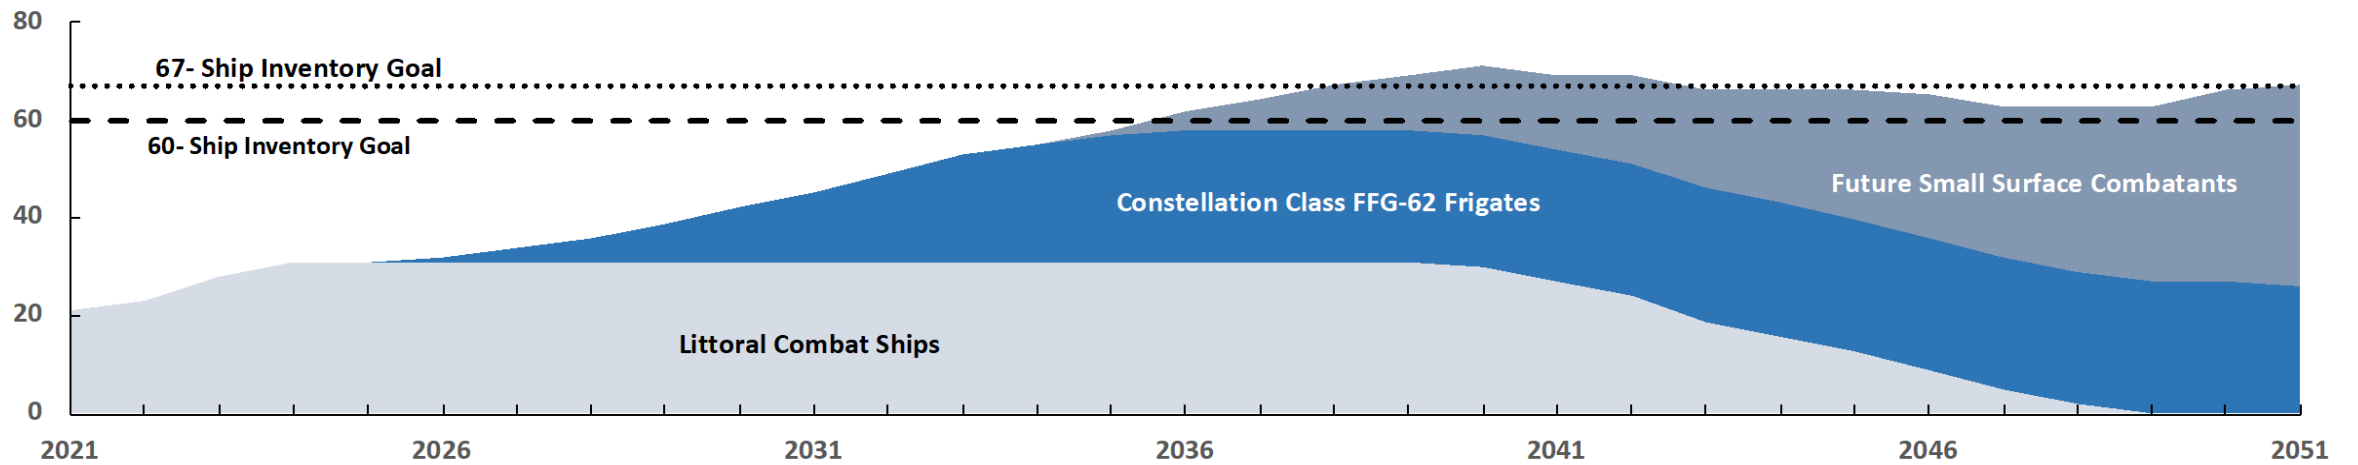 80
67- Ship Inventory Goal
60
60- Ship Inventory Goal
Future Small Surface Combatants
Constellation Class FFG-62 Frigates
40
20
Littoral Combat Ships
0
2021 2026 2031 2036 2041 2046 2051